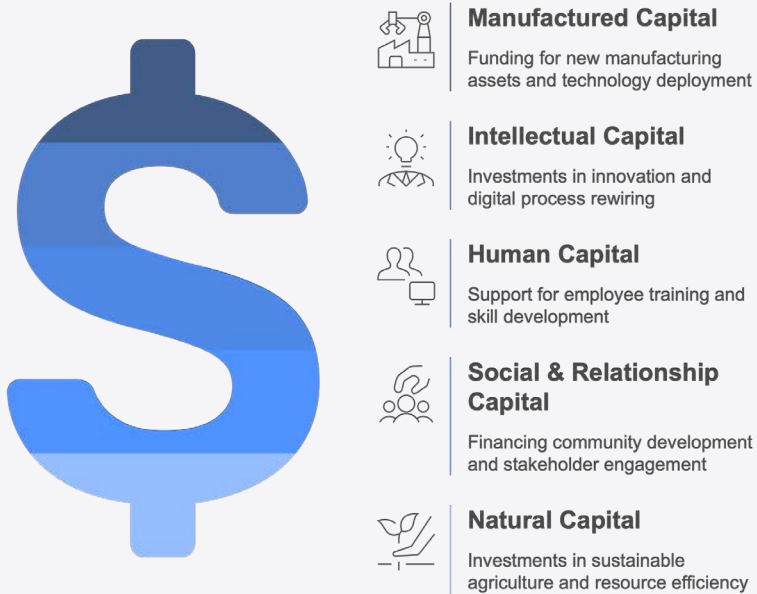 Manufactured Capital
Funding for new manufacturing
assets and technology deployment
Intellectual Capital
Investments in innovation and
digital process rewiring
Human Capital
Support for employee training and
skill development
Social & Relationship
Capital
Financing community development
and stakeholder engagement
Natural Capital
Investments in sustainable
agriculture and resource efficiency